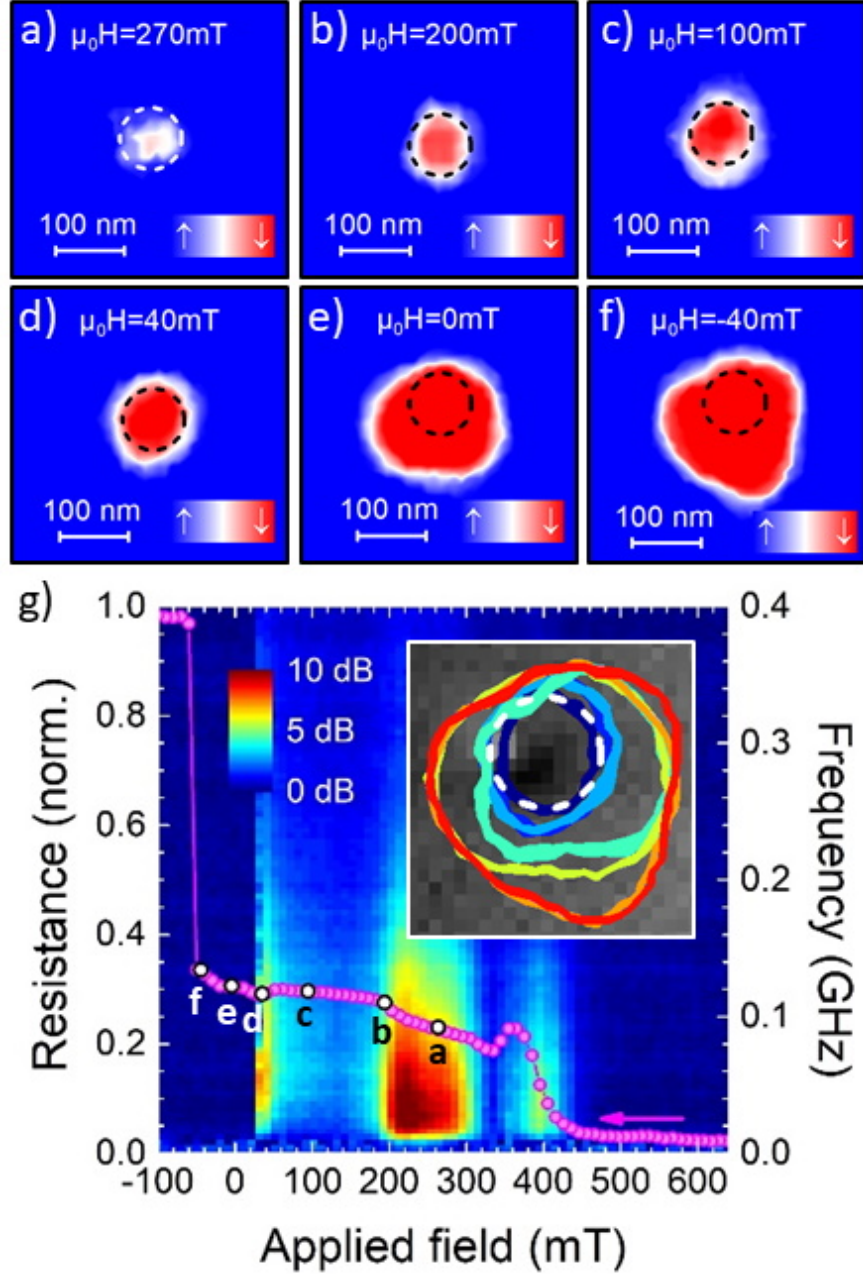 a) μ₀H=270mT
100 nm ↑ ↓
b) μ₀H=200mT
100 nm ↑ ↓
c) μ₀H=100mT
100 nm ↑ ↓
d) μ₀H=40mT
100 nm ↑ ↓
e) μ₀H=0mT
100 nm ↑ ↓
f) μ₀H=-40mT
100 nm ↑ ↓
g)
Resistance (norm.)
1.0
0.8
0.6
0.4
0.2
0.0
10 dB
5 dB
0 dB
f e d c b a
0.4
0.3
0.2
0.1
0.0
Frequency (GHz)
-100 0 100 200 300 400 500 600
Applied field (mT)